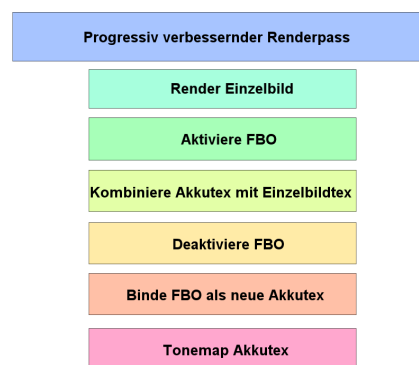 Progressiv verbessernder Renderpass
Render Einzelbild
Aktiviere FBO
Kombiniere Akkutex mit Einzelbildtex
Deaktiviere FBO
Binde FBO als neue Akkutex
Tonemap Akkutex